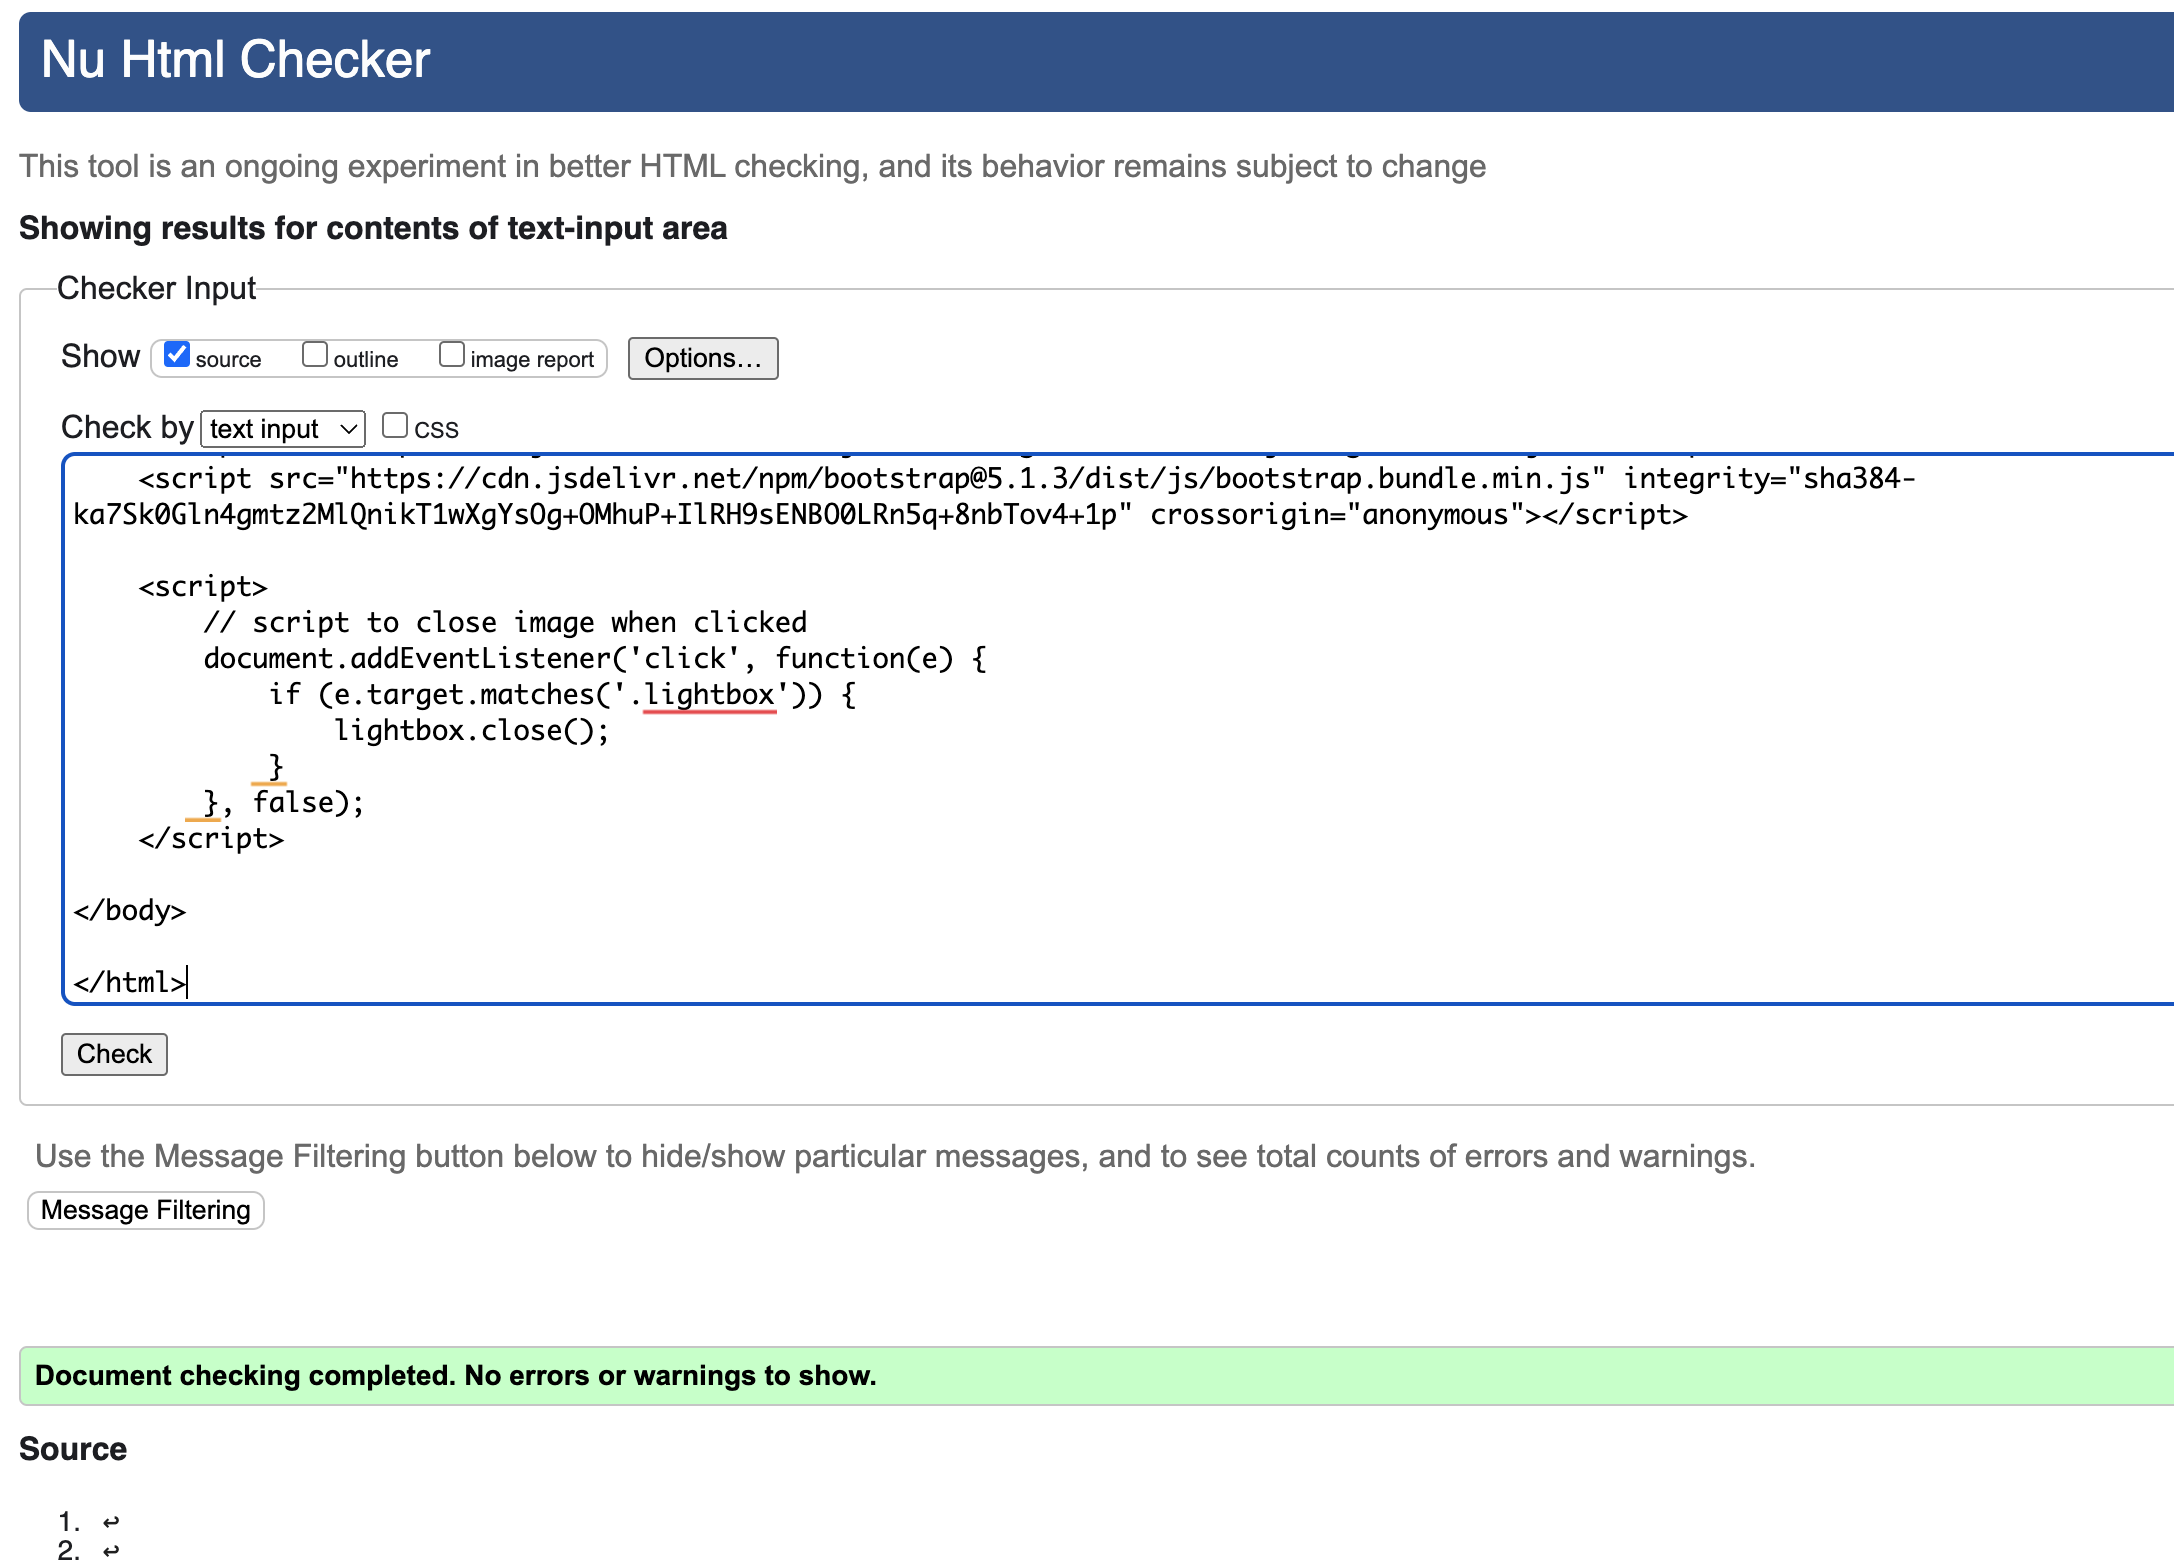 Nu Html Checker
This tool is an ongoing experiment in better HTML checking, and its behavior remains subject to change
Showing results for contents of text-input area
Checker Input
Show source outline image report Options…
Check by text input CSS
<script src="https://cdn.jsdelivr.net/npm/bootstrap@5.1.3/dist/js/bootstrap.bundle.min.js" integrity="sha384-
ka7Sk0Gln4gmtz2MlQnikT1wXgYsOg+OMhuP+IlRH9sENBO0LRn5q+8nbTov4+1p" crossorigin="anonymous"></script>
<script>
// script to close image when clicked
document.addEventListener('click', function(e) {
if (e.target.matches('.lightbox')) {
lightbox.close();
}
}, false);
</script>
</body>
</html>
Check
Use the Message Filtering button below to hide/show particular messages, and to see total counts of errors and warnings.
Message Filtering
Document checking completed. No errors or warnings to show.
Source
1. ↩
2. ↩